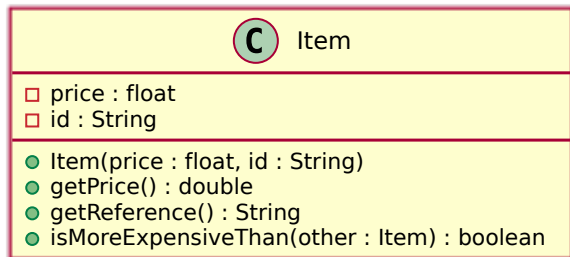 C Item
price : float
id : String
Item(price : float, id : String)
getPrice() : double
getReference() : String
isMoreExpensiveThan(other : Item) : boolean